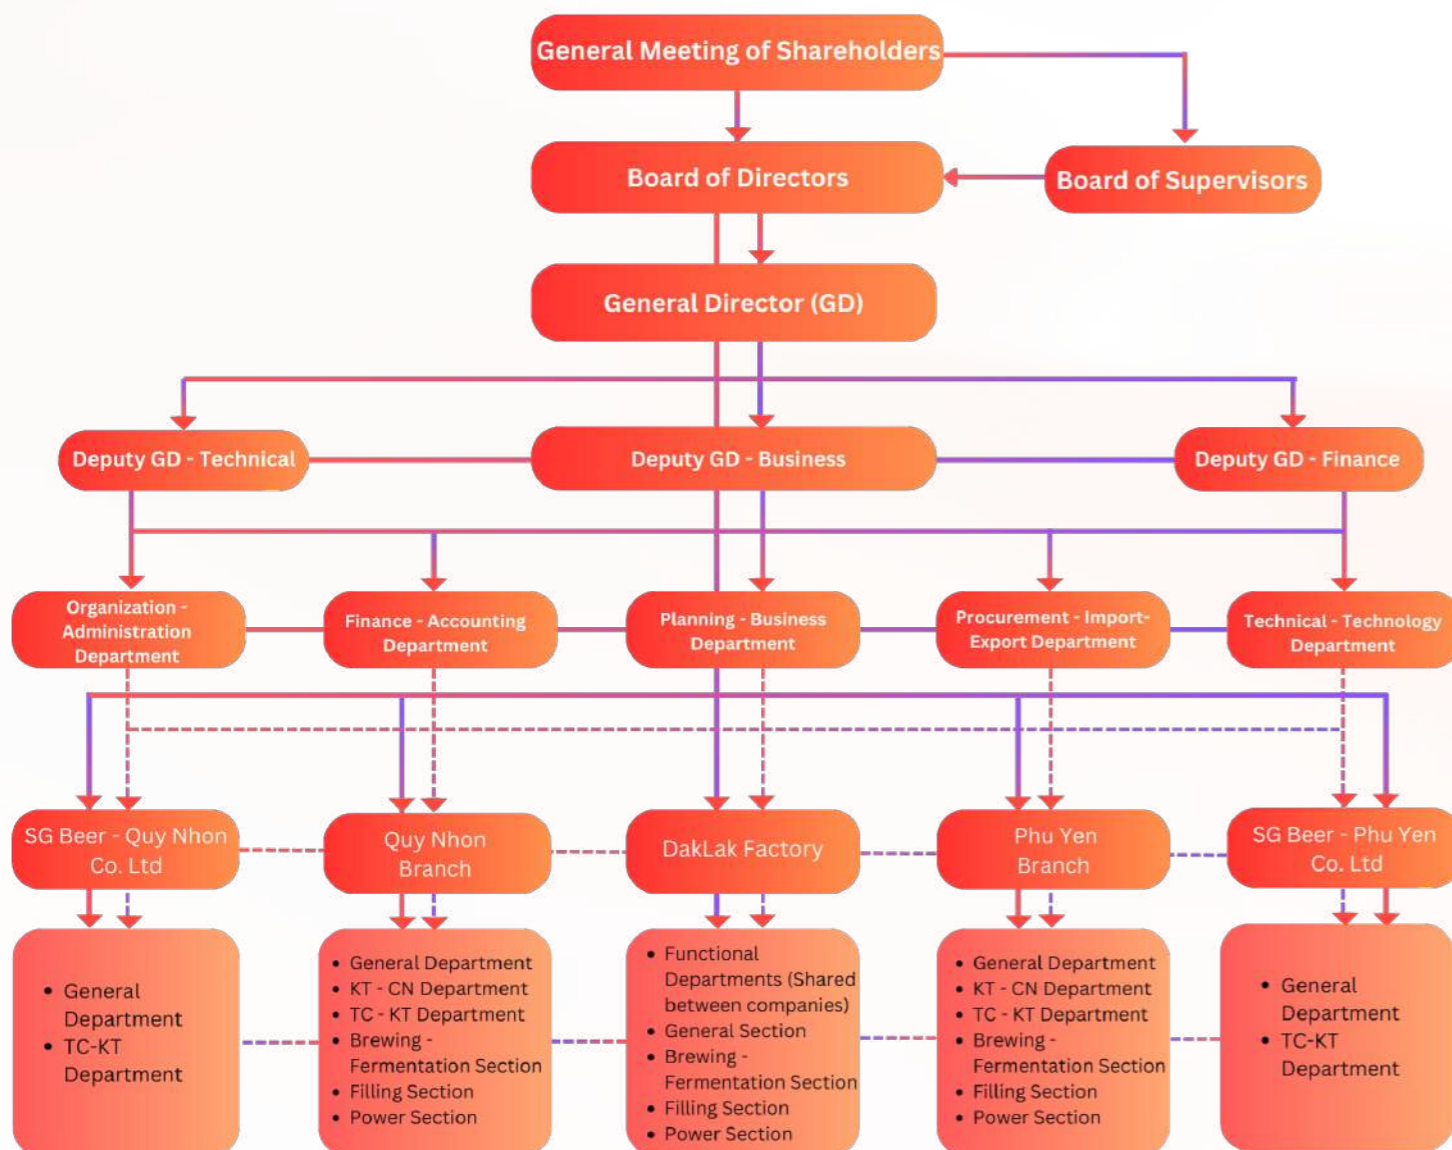 General Meeting of Shareholders
Board of Directors
Board of Supervisors
General Director (GD)
Deputy GD - Technical
Deputy GD - Business
Deputy GD - Finance
Organization -
Administration
Department
Finance - Accounting
Department
Planning - Business
Department
Procurement - Import-
Export Department
Technical - Technology
Department
SG Beer - Quy Nhon
Co. Ltd
Quy Nhon
Branch
DakLak Factory
Phu Yen
Branch
SG Beer - Phu Yen
Co. Ltd
• General
Department
• TC-KT
Department
• General Department
• KT - CN Department
• TC - KT Department
• Brewing -
Fermentation Section
• Filling Section
• Power Section
• Functional
Departments (Shared
between companies)
• General Section
• Brewing -
Fermentation Section
• Filling Section
• Power Section
• General Department
• KT - CN Department
• TC - KT Department
• Brewing -
Fermentation Section
• Filling Section
• Power Section
• General
Department
• TC-KT
Department